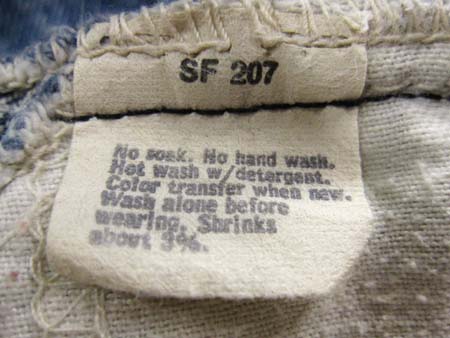 SF 207
No soak. No hand wash.
Hot wash w/detergent.
Color transfer when new.
Wash alone before
wearing. Shrinks
about 3%.